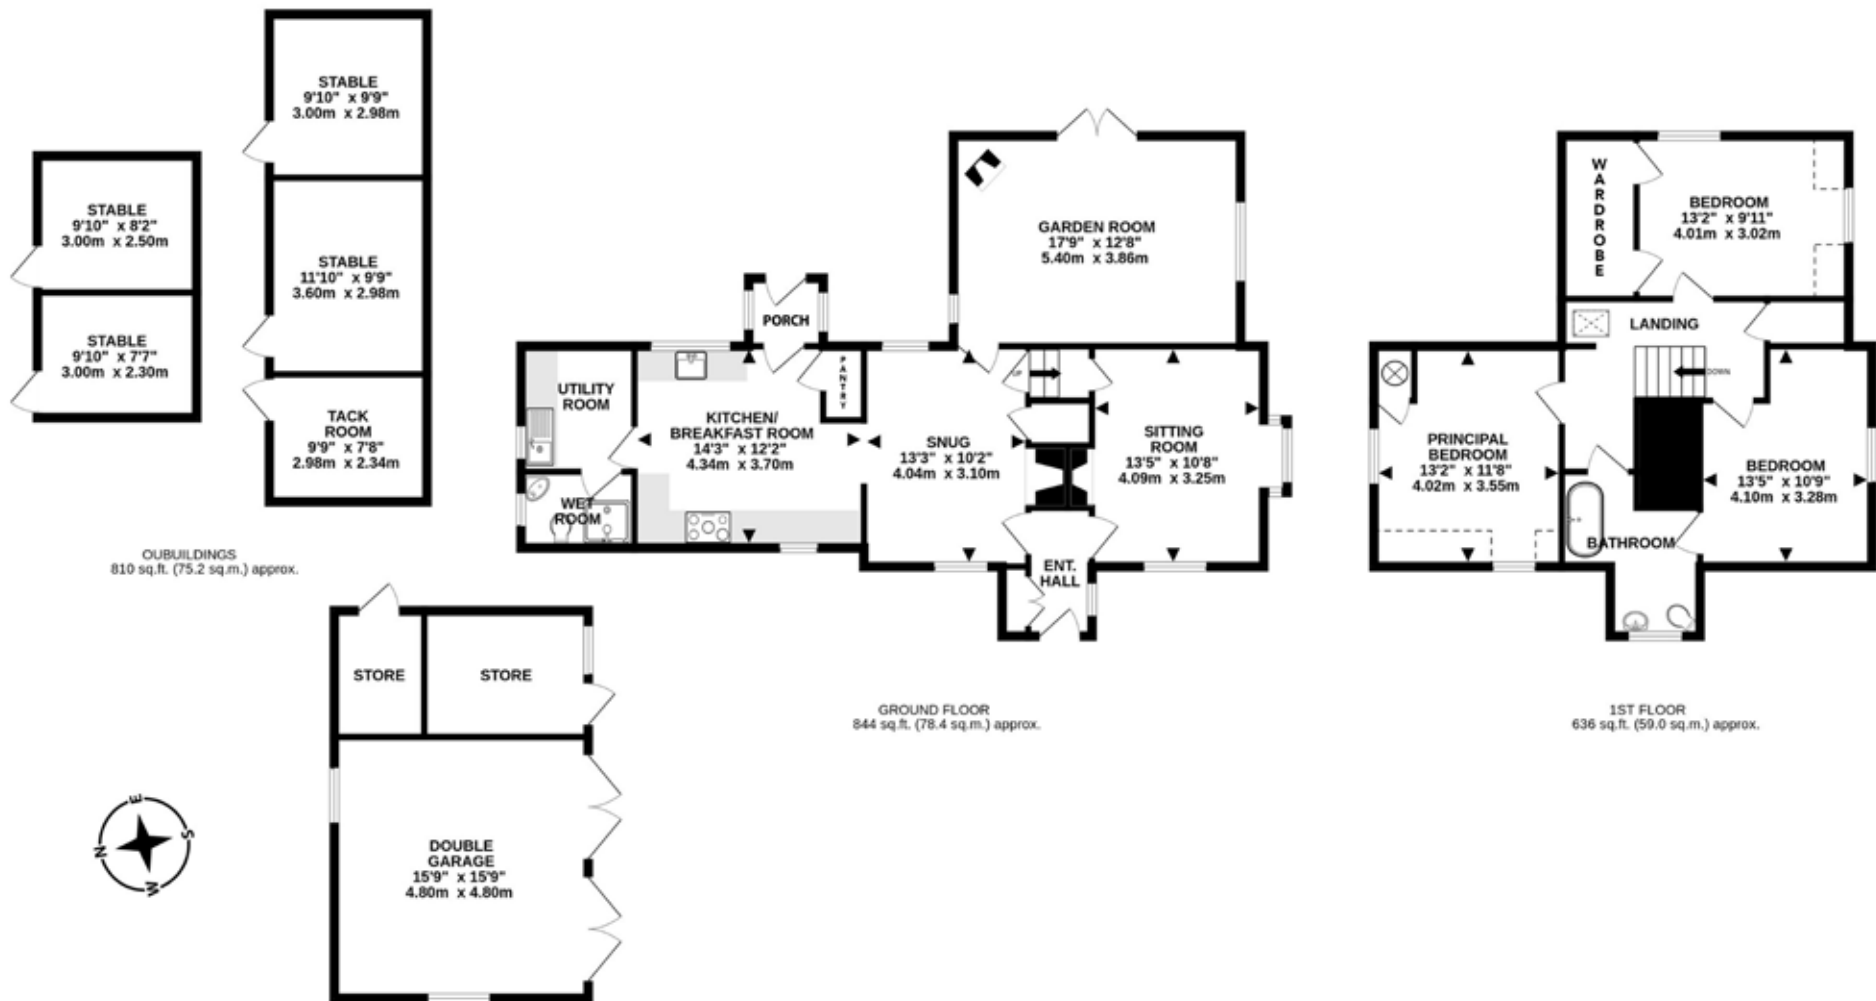 STABLE
9'10" x 9'9"
3.00m x 2.98m
STABLE
9'10" x 8'2"
3.00m x 2.50m
STABLE
11'10" x 9'9"
3.60m x 2.98m
STABLE
9'10" x 7'7"
3.00m x 2.30m
TACK
ROOM
9'9" x 7'8"
2.98m x 2.34m
OUBUILDINGS
810 sq.ft. (75.2 sq.m.) approx.
STORE
STORE
DOUBLE
GARAGE
15'9" x 15'9"
4.80m x 4.80m
E
S
N
W
GARDEN ROOM
17'9" x 12'8"
5.40m x 3.86m
PORCH
PANTRY
UP
UTILITY
ROOM
KITCHEN/
BREAKFAST ROOM
14'3" x 12'2"
4.34m x 3.70m
SNUG
13'3" x 10'2"
4.04m x 3.10m
SITTING
ROOM
13'5" x 10'8"
4.09m x 3.25m
WET
ROOM
ENT.
HALL
GROUND FLOOR
844 sq.ft. (78.4 sq.m.) approx.
WARDROBE
BEDROOM
13'2" x 9'11"
4.01m x 3.02m
LANDING
DOWN
PRINCIPAL
BEDROOM
13'2" x 11'8"
4.02m x 3.55m
BEDROOM
13'5" x 10'9"
4.10m x 3.28m
BATHROOM
1ST FLOOR
636 sq.ft. (59.0 sq.m.) approx.